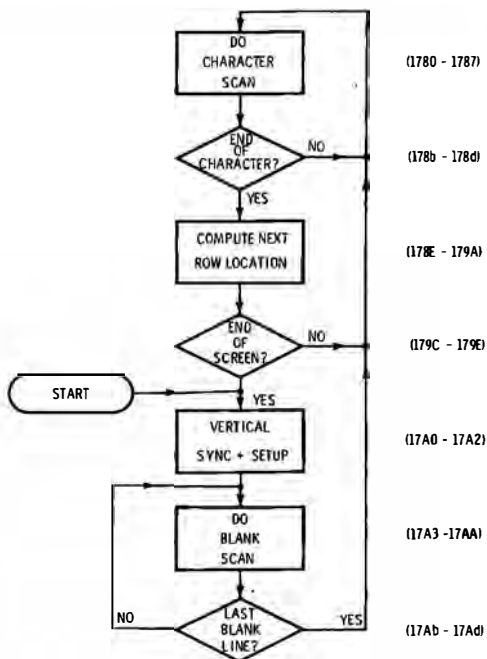 DO
CHARACTER
SCAN
(1780 - 1787)
END
OF
CHARACTER?
NO
(178b - 178d)
YES
COMPUTE NEXT
ROW LOCATION
(178E - 179A)
END
OF
SCREEN?
NO
(179C - 179E)
START
YES
VERTICAL
SYNC + SETUP
(17A0 - 17A2)
DO
BLANK
SCAN
(17A3 -17AA)
NO
LAST
BLANK
LINE?
YES
(17Ab - 17Ad)